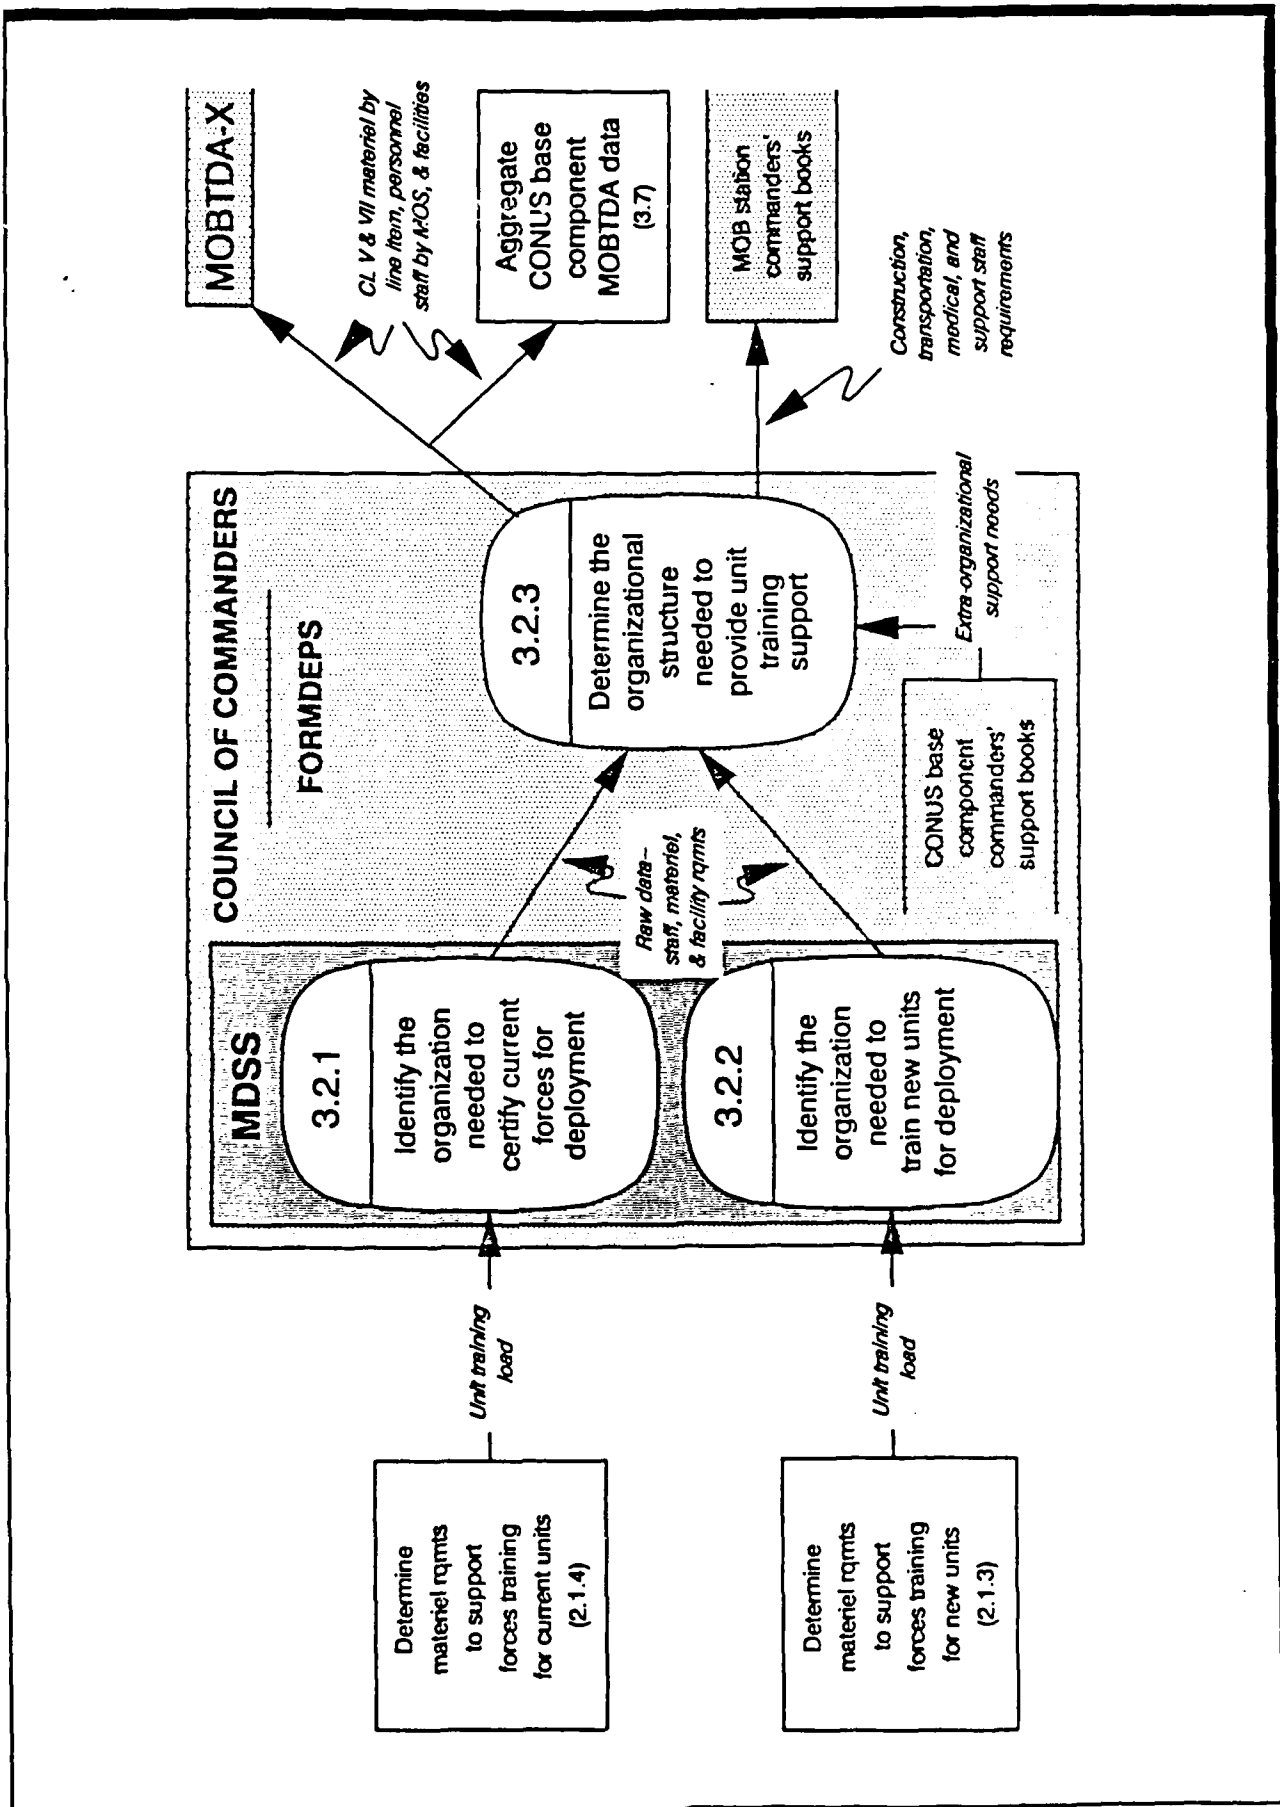 COUNCIL OF COMMANDERS
FORMDEPS
MDSS
Determine
materiel rqmts
to support
forces training
for current units
(2.1.4)
Unit training
load
3.2.1
Identify the
organization
needed to
certify current
forces for
deployment
Determine
materiel rqmts
to support
forces training
for new units
(2.1.3)
Unit training
load
3.2.2
Identify the
organization
needed to
train new units
for deployment
Raw data--
staff, materiel,
& facility rqmts
3.2.3
Determine the
organizational
structure
needed to
provide unit
training
support
CONUS base
component
commanders'
support books
Extra-organizational
support needs
MOBTDA-X
CL V & VII materiel by
line item, personnel
staff by MOS, & facilities
Aggregate
CONUS base
component
MOBTDA data
(3.7)
MOB station
commanders'
support books
Construction,
transportation,
medical, and
support staff
requirements